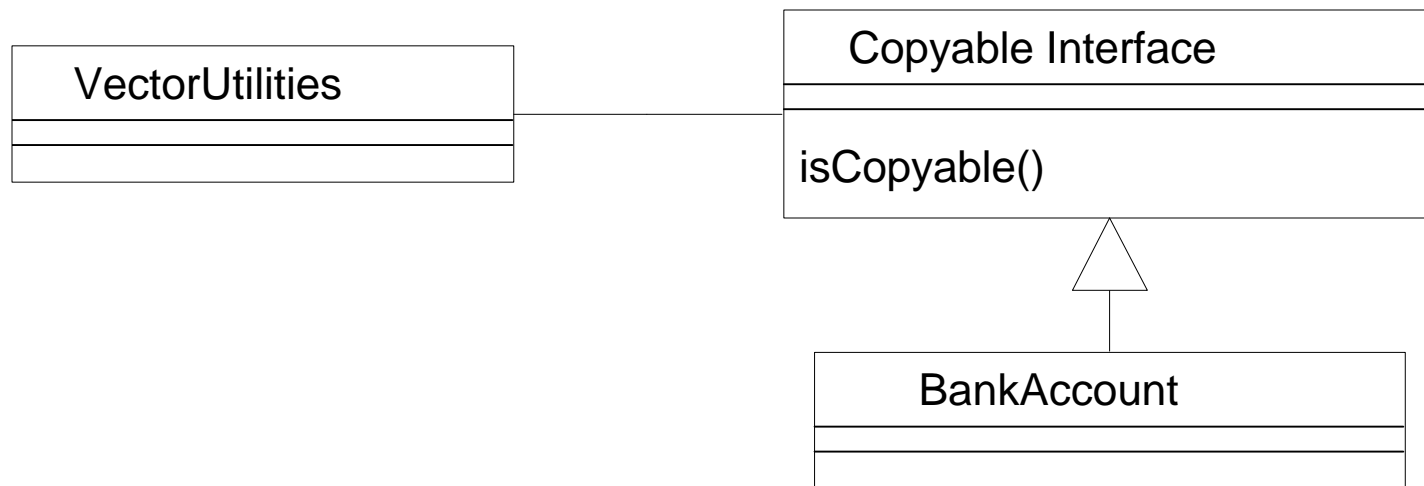 VectorUtilities
Copyable Interface
isCopyable()
BankAccount